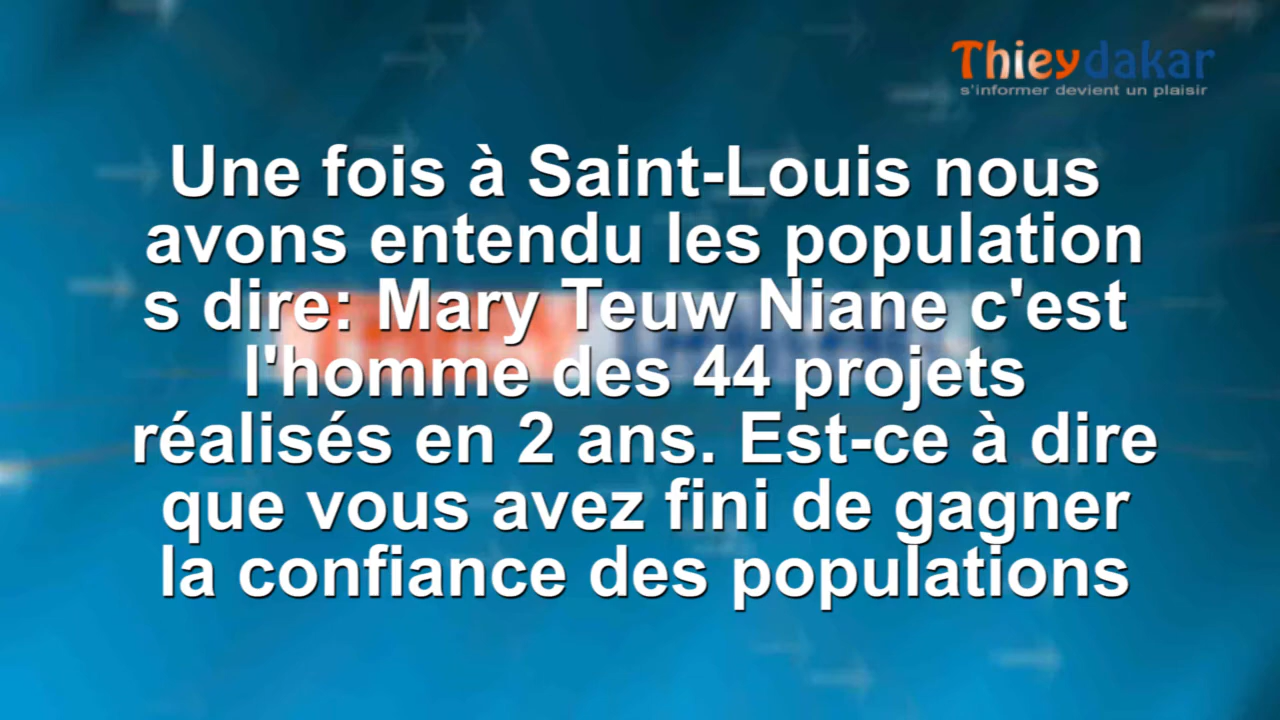 Thieydakar
s'informer devient un plaisir
Une fois à Saint-Louis nous
avons entendu les population
s dire: Mary Teuw Niane c'est
l'homme des 44 projets
réalisés en 2 ans. Est-ce à dire
que vous avez fini de gagner
la confiance des populations